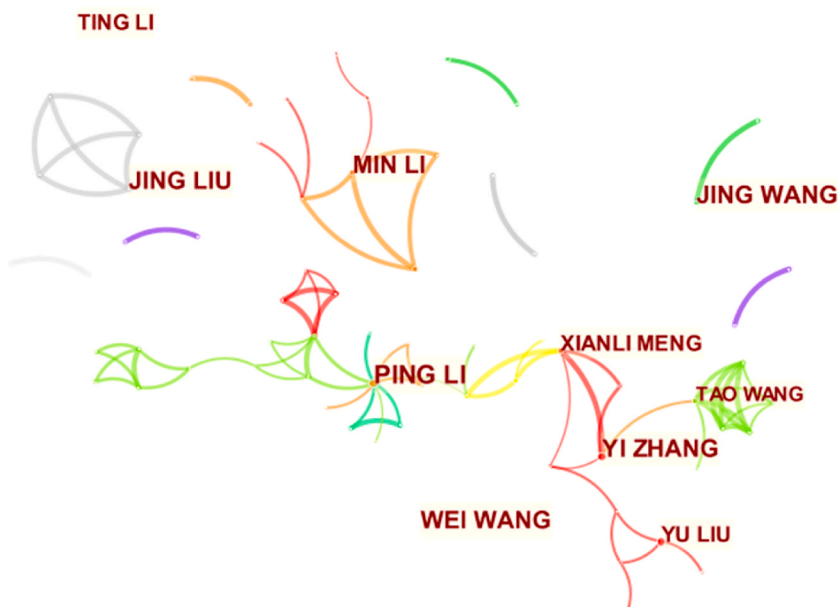 TING LI
MIN LI
JING LIU
JING WANG
XIANLI MENG
PING LI
TAO WANG
YI ZHANG
WEI WANG
YU LIU